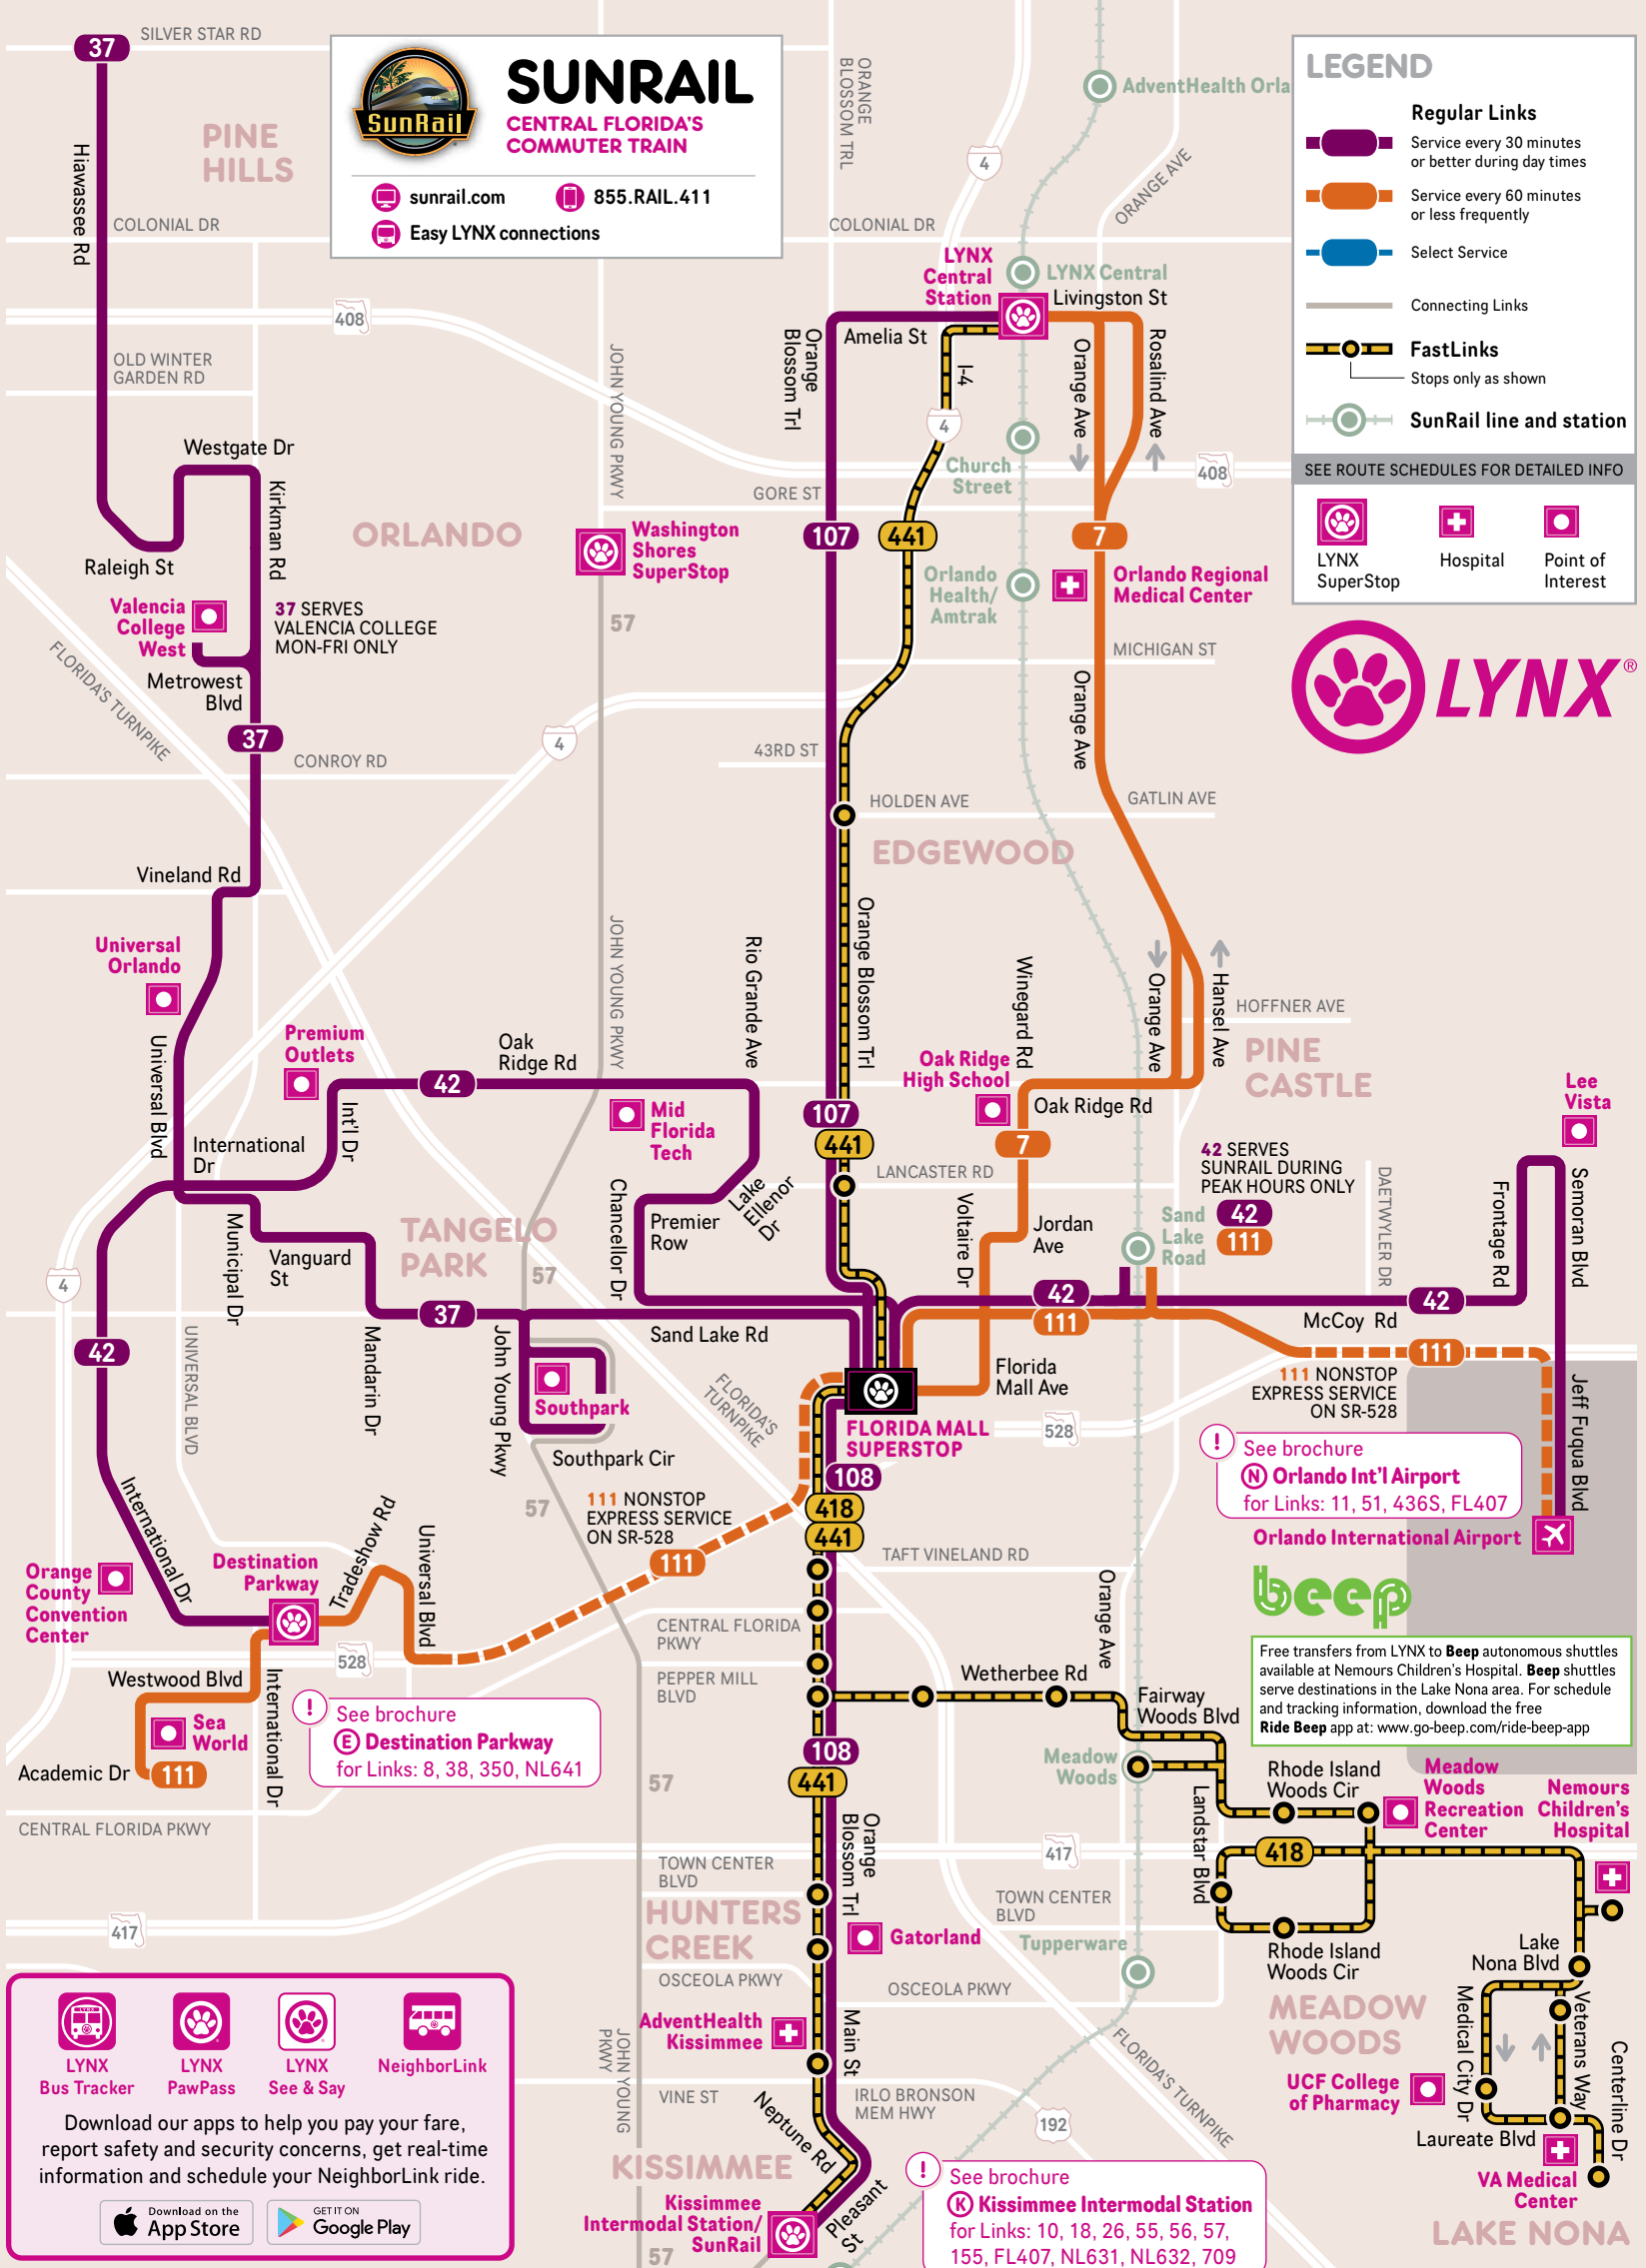 37
SILVER STAR RD
PINE
HILLS
Hiawassee Rd
COLONIAL DR
SunRail
SUNRAIL
CENTRAL FLORIDA'S
COMMUTER TRAIN
sunrail.com
855.RAIL.411
Easy LYNX connections
ORANGE
BLOSSOM TRL
COLONIAL DR
4
ORANGE AVE
AdventHealth Orla
LEGEND
Regular Links
Service every 30 minutes
or better during day times
Service every 60 minutes
or less frequently
Select Service
Connecting Links
FastLinks
Stops only as shown
SunRail line and station
SEE ROUTE SCHEDULES FOR DETAILED INFO
LYNX
SuperStop
Hospital
Point of
Interest
LYNX®
LYNX
Central
Station
LYNX Central
Livingston St
Amelia St
Orange
Blossom Trl
I-4
4
Orange Ave
Rosalind Ave
408
OLD WINTER
GARDEN RD
JOHN YOUNG PKWY
Westgate Dr
Kirkman Rd
Raleigh St
ORLANDO
Church
Street
408
GORE ST
Washington
Shores
SuperStop
107
441
7
57
Orlando
Health/
Amtrak
Orlando Regional
Medical Center
Valencia
College
West
37 SERVES
VALENCIA COLLEGE
MON-FRI ONLY
MICHIGAN ST
FLORIDA'S TURNPIKE
Metrowest
Blvd
Orange Ave
37
4
43RD ST
CONROY RD
HOLDEN AVE
GATLIN AVE
EDGEWOOD
Vineland Rd
Universal
Orlando
JOHN YOUNG PKWY
Rio Grande Ave
Orange Blossom Trl
Winegard Rd
Orange Ave
Hansel Ave
HOFFNER AVE
PINE
CASTLE
Premium
Outlets
Oak
Ridge Rd
Universal Blvd
42
Int'l Dr
Oak Ridge
High School
Oak Ridge Rd
Lee
Vista
Mid
Florida
Tech
107
441
7
International
Dr
LANCASTER RD
42 SERVES
SUNRAIL DURING
PEAK HOURS ONLY
42
111
DAETWYLER DR
Frontage Rd
Semoran Blvd
Municipal Dr
Vanguard
St
TANGELO
PARK
Chancellor Dr
Premier
Row
Lake
Ellenor
Dr
Voltaire Dr
Jordan
Ave
Sand
Lake
Road
57
4
37
42
111
42
McCoy Rd
Sand Lake Rd
42
UNIVERSAL BLVD
Mandarin Dr
John Young Pkwy
Southpark
Southpark Cir
FLORIDA'S
TURNPIKE
Florida
Mall Ave
FLORIDA MALL
SUPERSTOP
528
111
111 NONSTOP
EXPRESS SERVICE
ON SR-528
Jeff Fuqua Blvd
!
See brochure
N Orlando Int'l Airport
for Links: 11, 51, 436S, FL407
Orlando International Airport
108
418
441
57
111 NONSTOP
EXPRESS SERVICE
ON SR-528
111
International Dr
Tradeshow Rd
Universal Blvd
Orange
County
Convention
Center
Destination
Parkway
TAFT VINELAND RD
Orange Ave
beep
Free transfers from LYNX to Beep autonomous shuttles
available at Nemours Children's Hospital. Beep shuttles
serve destinations in the Lake Nona area. For schedule
and tracking information, download the free
Ride Beep app at: www.go-beep.com/ride-beep-app
CENTRAL FLORIDA
PKWY
PEPPER MILL
BLVD
528
Westwood Blvd
International Dr
Sea
World
Academic Dr
111
!
See brochure
E Destination Parkway
for Links: 8, 38, 350, NL641
CENTRAL FLORIDA PKWY
Wetherbee Rd
Fairway
Woods Blvd
108
441
57
Meadow
Woods
Rhode Island
Woods Cir
Meadow
Woods
Recreation
Center
Nemours
Children's
Hospital
Landstar Blvd
Orange
Blossom Trl
417
418
TOWN CENTER
BLVD
HUNTERS
CREEK
417
Gatorland
TOWN CENTER
BLVD
Tupperware
Rhode Island
Woods Cir
OSCEOLA PKWY
OSCEOLA PKWY
Lake
Nona Blvd
MEADOW
WOODS
Medical City Dr
Veterans Way
Centerline Dr
AdventHealth
Kissimmee
Main St
JOHN YOUNG
PKWY
VINE ST
IRLO BRONSON
MEM HWY
FLORIDA'S TURNPIKE
UCF College
of Pharmacy
192
Laureate Blvd
VA Medical
Center
LAKE NONA
Neptune Rd
KISSIMMEE
Kissimmee
Intermodal Station/
SunRail
Pleasant
St
57
!
See brochure
K Kissimmee Intermodal Station
for Links: 10, 18, 26, 55, 56, 57,
155, FL407, NL631, NL632, 709
LYNX
Bus Tracker
LYNX
PawPass
LYNX
See & Say
NeighborLink
Download our apps to help you pay your fare,
report safety and security concerns, get real-time
information and schedule your NeighborLink ride.
Download on the
App Store
GET IT ON
Google Play